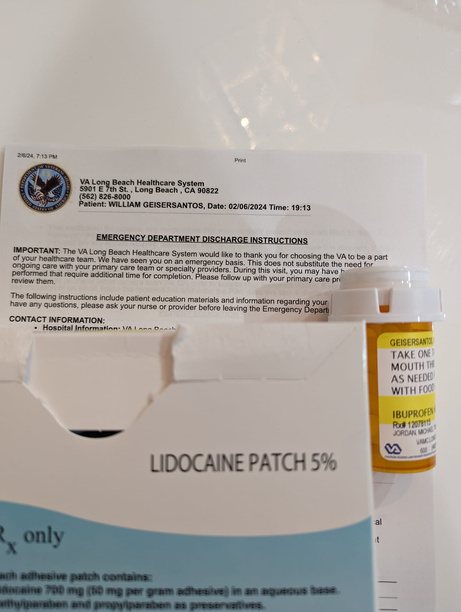 2/6/24, 7:13 PM
Print
VA Long Beach Healthcare System
5901 E 7th St. , Long Beach , CA 90822
(562) 826-8000
Patient: WILLIAM GEISERSANTOS, Date: 02/06/2024 Time: 19:13
EMERGENCY DEPARTMENT DISCHARGE INSTRUCTIONS
IMPORTANT: The VA Long Beach Healthcare System would like to thank you for choosing the VA to be a part
of your healthcare team. We have seen you on an emergency basis. This does not substitute the need for
ongoing care with your primary care team or specialty providers. During this visit, you may have
performed that require additional time for completion. Please follow up with your primary care
review them.
The following instructions include patient education materials and information regarding your
have any questions, please ask your nurse or provider before leaving the Emergency
CONTACT INFORMATION:
• Hospital Information: VA Long
GEISERSANTOS
TAKE ONE
MOUTH
AS NEEDED
WITH FOOD
IBUPROFEN
Rx# 12078115
JORDAN, MICHAEL
VA
LIDOCAINE PATCH 5%
Rx only
adhesive patch contains:
700 mg (50 mg per gram adhesive) in an aqueous base.
and propylparaben as preservatives.